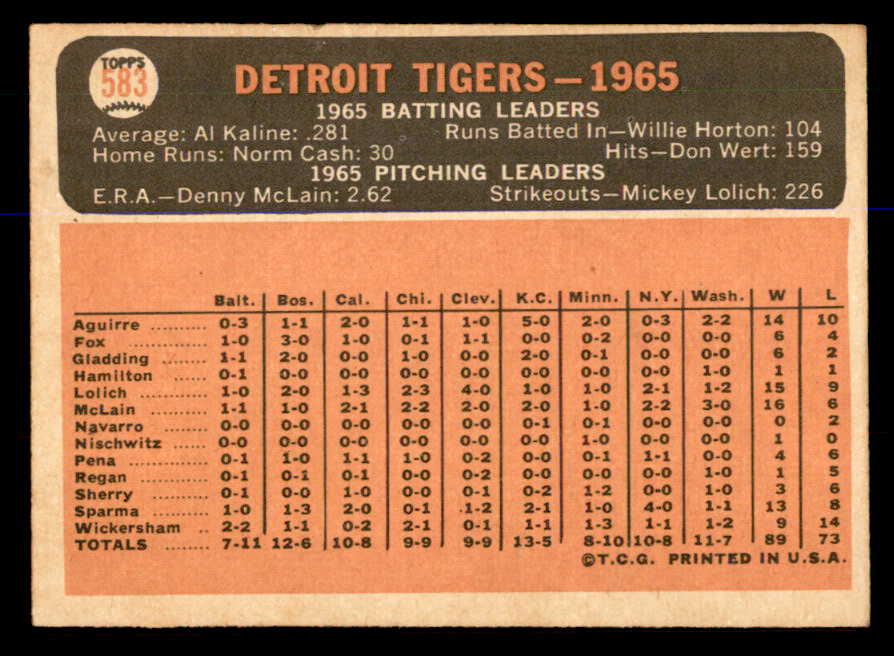 TOPPS
583
DETROIT TIGERS — 1965
1965 BATTING LEADERS
Average: Al Kaline: .281 Runs Batted In—Willie Horton: 104
Home Runs: Norm Cash: 30 Hits—Don Wert: 159
1965 PITCHING LEADERS
E.R.A.—Denny McLain: 2.62 Strikeouts—Mickey Lolich: 226
Balt. Bos. Cal. Chi. Clev. K.C. Minn. N.Y. Wash. W L
Aguirre .......... 0-3 1-1 2-0 1-1 1-0 5-0 2-0 0-3 2-2 14 10
Fox .......... 1-0 3-0 1-0 0-1 1-1 0-0 0-2 0-0 0-0 6 4
Gladding ........ 1-1 2-0 0-0 1-0 0-0 2-0 0-1 0-0 0-0 6 2
Hamilton ...... 0-1 0-0 0-0 0-0 0-0 0-0 0-0 0-0 1-0 1 1
Lolich ............ 1-0 2-0 1-3 2-3 4-0 1-0 1-0 2-1 1-2 15 9
McLain .......... 1-1 1-0 2-1 2-2 2-0 2-0 1-0 2-2 3-0 16 6
Navarro ........ 0-0 0-0 0-0 0-0 0-0 0-1 0-1 0-0 0-0 0 2
Nischwitz ...... 0-0 0-0 0-0 0-0 0-0 0-0 1-0 0-0 0-0 1 0
Pena .............. 0-1 1-0 1-1 1-0 0-2 0-0 0-1 1-1 0-0 4 6
Regan ............ 0-1 0-1 0-1 0-0 0-2 0-0 0-0 0-0 1-0 1 5
Sherry .......... 0-1 0-0 1-0 0-0 0-1 0-2 1-2 0-0 1-0 3 6
Sparma .......... 1-0 1-3 2-0 0-1 1-2 2-1 1-0 4-0 1-1 13 8
Wickersham .. 2-2 1-1 0-2 2-1 0-1 1-1 1-3 1-1 1-2 9 14
TOTALS ........ 7-11 12-6 10-8 9-9 9-9 13-5 8-10 10-8 11-7 89 73
©T.C.G. PRINTED IN U.S.A.